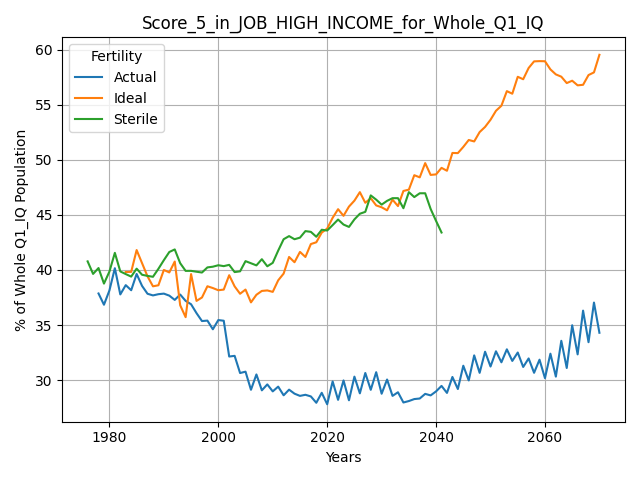 Score_5_in_JOB_HIGH_INCOME_for_Whole_Q1_IQ
Fertility
Actual
Ideal
Sterile
% of Whole Q1_IQ Population
60
55
50
45
40
35
30
1980 2000 2020 2040 2060
Years